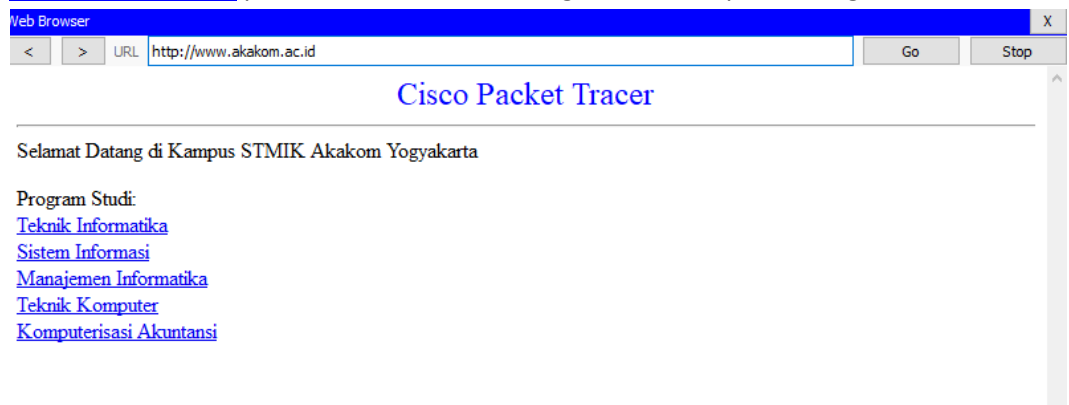 Web Browser X
< > URL http://www.akakom.ac.id Go Stop
Cisco Packet Tracer
Selamat Datang di Kampus STMIK Akakom Yogyakarta
Program Studi:
Teknik Informatika
Sistem Informasi
Manajemen Informatika
Teknik Komputer
Komputerisasi Akuntansi